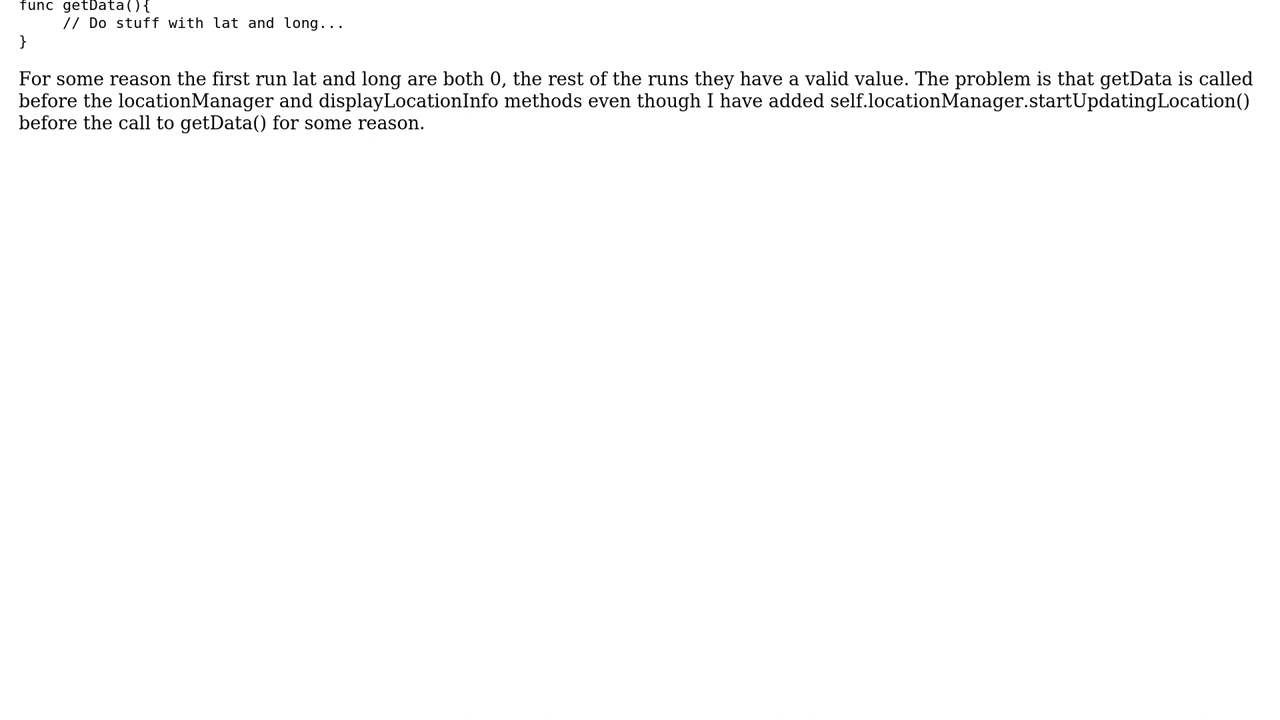 func getData(){
     // Do stuff with lat and long...
}
For some reason the first run lat and long are both 0, the rest of the runs they have a valid value. The problem is that getData is called
before the locationManager and displayLocationInfo methods even though I have added self.locationManager.startUpdatingLocation()
before the call to getData() for some reason.